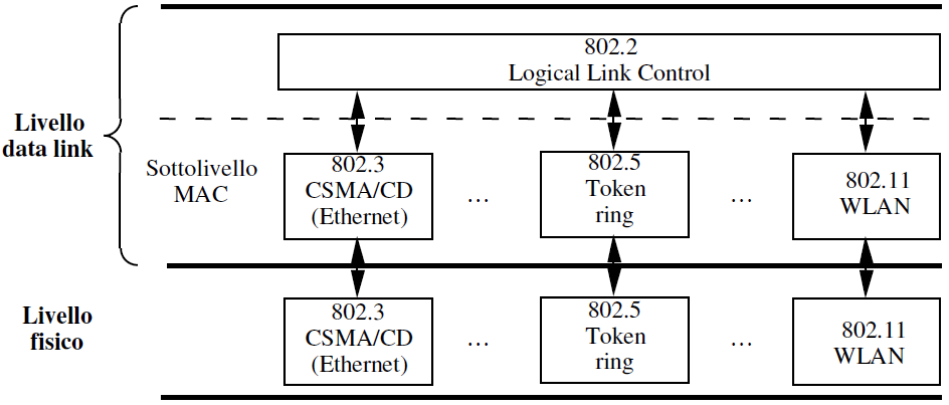 802.2
Logical Link Control
Livello
data link
Sottolivello
MAC
802.3
CSMA/CD
(Ethernet)
...
802.5
Token
ring
...
802.11
WLAN
Livello
fisico
802.3
CSMA/CD
(Ethernet)
...
802.5
Token
ring
...
802.11
WLAN